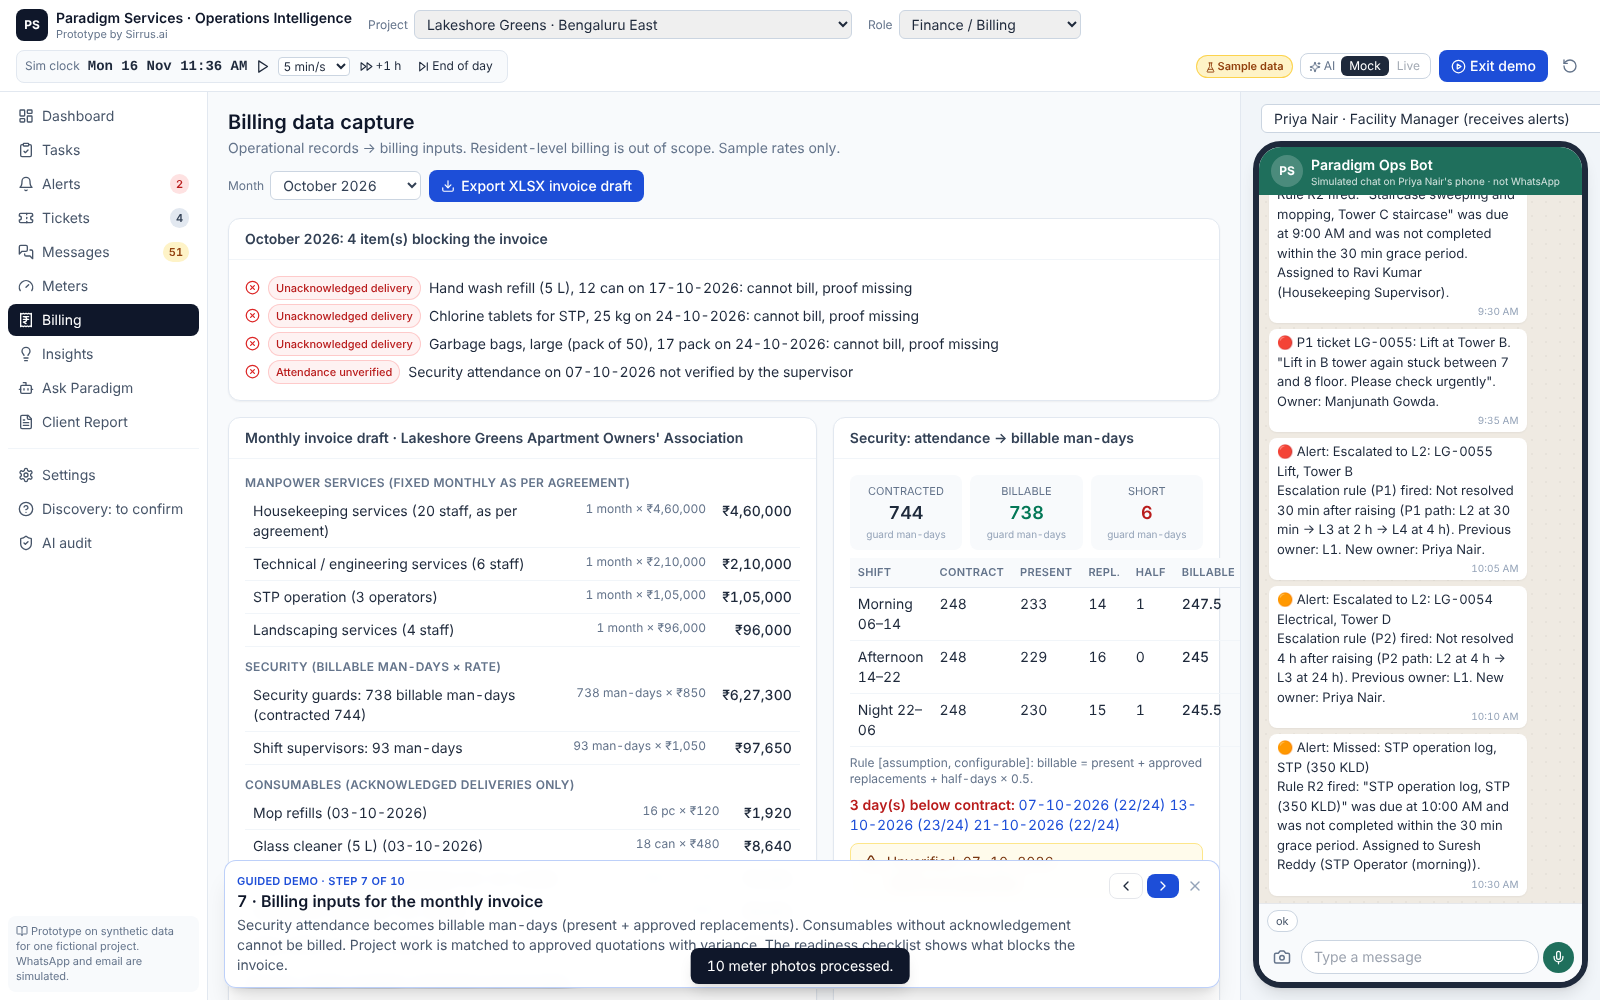 PS
Paradigm Services · Operations Intelligence
Prototype by Sirrus.ai
Project
Lakeshore Greens · Bengaluru East
Role
Finance / Billing
Sim clock Mon 16 Nov 11:36 AM
5 min/s
+1 h
End of day
Sample data
AI
Mock
Live
Exit demo
Dashboard
Tasks
Alerts 2
Tickets 4
Messages 51
Meters
Billing
Insights
Ask Paradigm
Client Report
Settings
Discovery: to confirm
AI audit
Prototype on synthetic data
for one fictional project.
WhatsApp and email are
simulated.
Billing data capture
Operational records → billing inputs. Resident-level billing is out of scope. Sample rates only.
Month
October 2026
Export XLSX invoice draft
October 2026: 4 item(s) blocking the invoice
Unacknowledged delivery Hand wash refill (5 L), 12 can on 17-10-2026: cannot bill, proof missing
Unacknowledged delivery Chlorine tablets for STP, 25 kg on 24-10-2026: cannot bill, proof missing
Unacknowledged delivery Garbage bags, large (pack of 50), 17 pack on 24-10-2026: cannot bill, proof missing
Attendance unverified Security attendance on 07-10-2026 not verified by the supervisor
Monthly invoice draft · Lakeshore Greens Apartment Owners' Association
MANPOWER SERVICES (FIXED MONTHLY AS PER AGREEMENT)
Housekeeping services (20 staff, as per 1 month × ₹4,60,000 ₹4,60,000
agreement)
Technical / engineering services (6 staff) 1 month × ₹2,10,000 ₹2,10,000
STP operation (3 operators) 1 month × ₹1,05,000 ₹1,05,000
Landscaping services (4 staff) 1 month × ₹96,000 ₹96,000
SECURITY (BILLABLE MAN-DAYS × RATE)
Security guards: 738 billable man-days 738 man-days × ₹850 ₹6,27,300
(contracted 744)
Shift supervisors: 93 man-days 93 man-days × ₹1,050 ₹97,650
CONSUMABLES (ACKNOWLEDGED DELIVERIES ONLY)
Mop refills (03-10-2026) 16 pc × ₹120 ₹1,920
Glass cleaner (5 L) (03-10-2026) 18 can × ₹480 ₹8,640
Security: attendance → billable man-days
CONTRACTED BILLABLE SHORT
744 738 6
guard man-days guard man-days guard man-days
SHIFT CONTRACT PRESENT REPL. HALF BILLABLE
Morning 248 233 14 1 247.5
06–14
Afternoon 248 229 16 0 245
14–22
Night 22– 248 230 15 1 245.5
06
Rule [assumption, configurable]: billable = present + approved
replacements + half-days × 0.5.
3 day(s) below contract: 07-10-2026 (22/24) 13-
10-2026 (23/24) 21-10-2026 (22/24)
Unverified: 07-10-2026
GUIDED DEMO · STEP 7 OF 10
7 · Billing inputs for the monthly invoice
Security attendance becomes billable man-days (present + approved replacements). Consumables without acknowledgement
cannot be billed. Project work is matched to approved quotations with variance. The readiness checklist shows what blocks the
invoice.
10 meter photos processed.
Priya Nair · Facility Manager (receives alerts)
PS
Paradigm Ops Bot
Simulated chat on Priya Nair's phone · not WhatsApp
Rule R2 fired: "Staircase sweeping and
mopping, Tower C staircase" was due
at 9:00 AM and was not completed
within the 30 min grace period.
Assigned to Ravi Kumar
(Housekeeping Supervisor).
9:30 AM
🔴 P1 ticket LG-0055: Lift at Tower B.
"Lift in B tower again stuck between 7
and 8 floor. Please check urgently".
Owner: Manjunath Gowda.
9:35 AM
🔴 Alert: Escalated to L2: LG-0055
Lift, Tower B
Escalation rule (P1) fired: Not resolved
30 min after raising (P1 path: L2 at 30
min → L3 at 2 h → L4 at 4 h). Previous
owner: L1. New owner: Priya Nair.
10:05 AM
🟠 Alert: Escalated to L2: LG-0054
Electrical, Tower D
Escalation rule (P2) fired: Not resolved
4 h after raising (P2 path: L2 at 4 h →
L3 at 24 h). Previous owner: L1. New
owner: Priya Nair.
10:10 AM
🟠 Alert: Missed: STP operation log,
STP (350 KLD)
Rule R2 fired: "STP operation log, STP
(350 KLD)" was due at 10:00 AM and
was not completed within the 30 min
grace period. Assigned to Suresh
Reddy (STP Operator (morning)).
10:30 AM
ok
Type a message